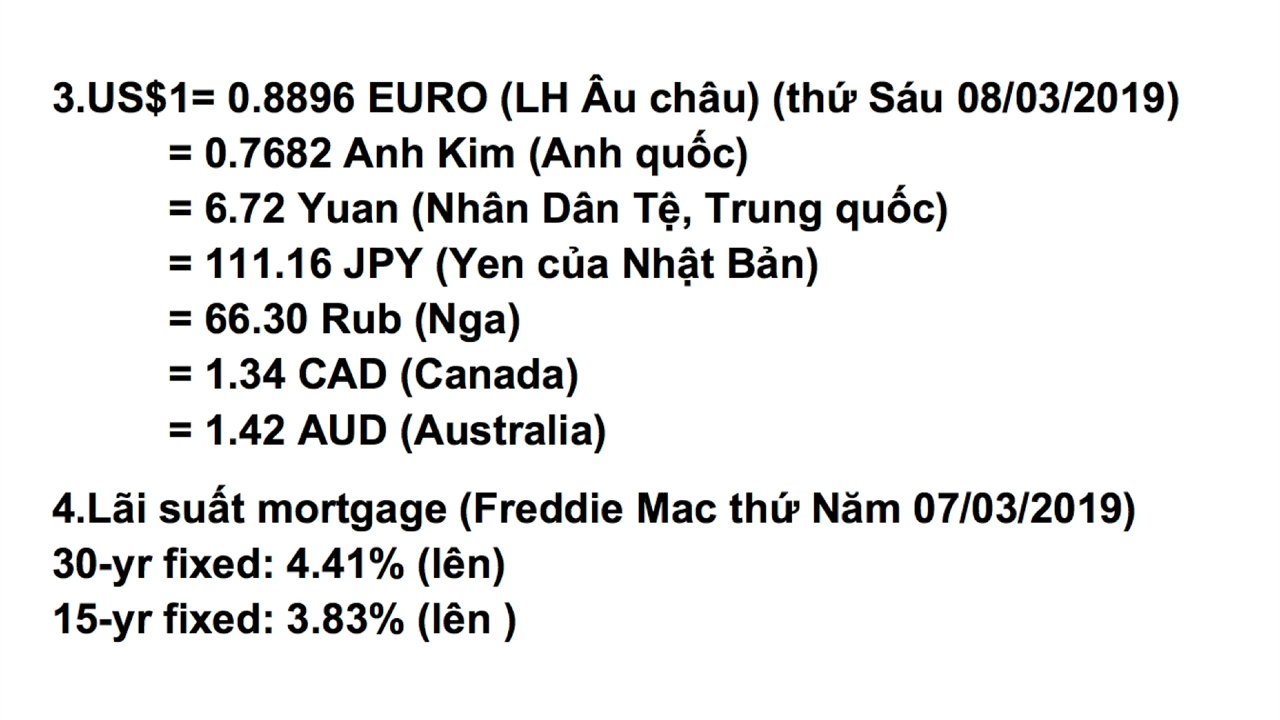 3.US$1= 0.8896 EURO (LH Âu châu) (thứ Sáu 08/03/2019)
= 0.7682 Anh Kim (Anh quốc)
= 6.72 Yuan (Nhân Dân Tệ, Trung quốc)
= 111.16 JPY (Yen của Nhật Bản)
= 66.30 Rub (Nga)
= 1.34 CAD (Canada)
= 1.42 AUD (Australia)
4.Lãi suất mortgage (Freddie Mac thứ Năm 07/03/2019)
30-yr fixed: 4.41% (lên)
15-yr fixed: 3.83% (lên )